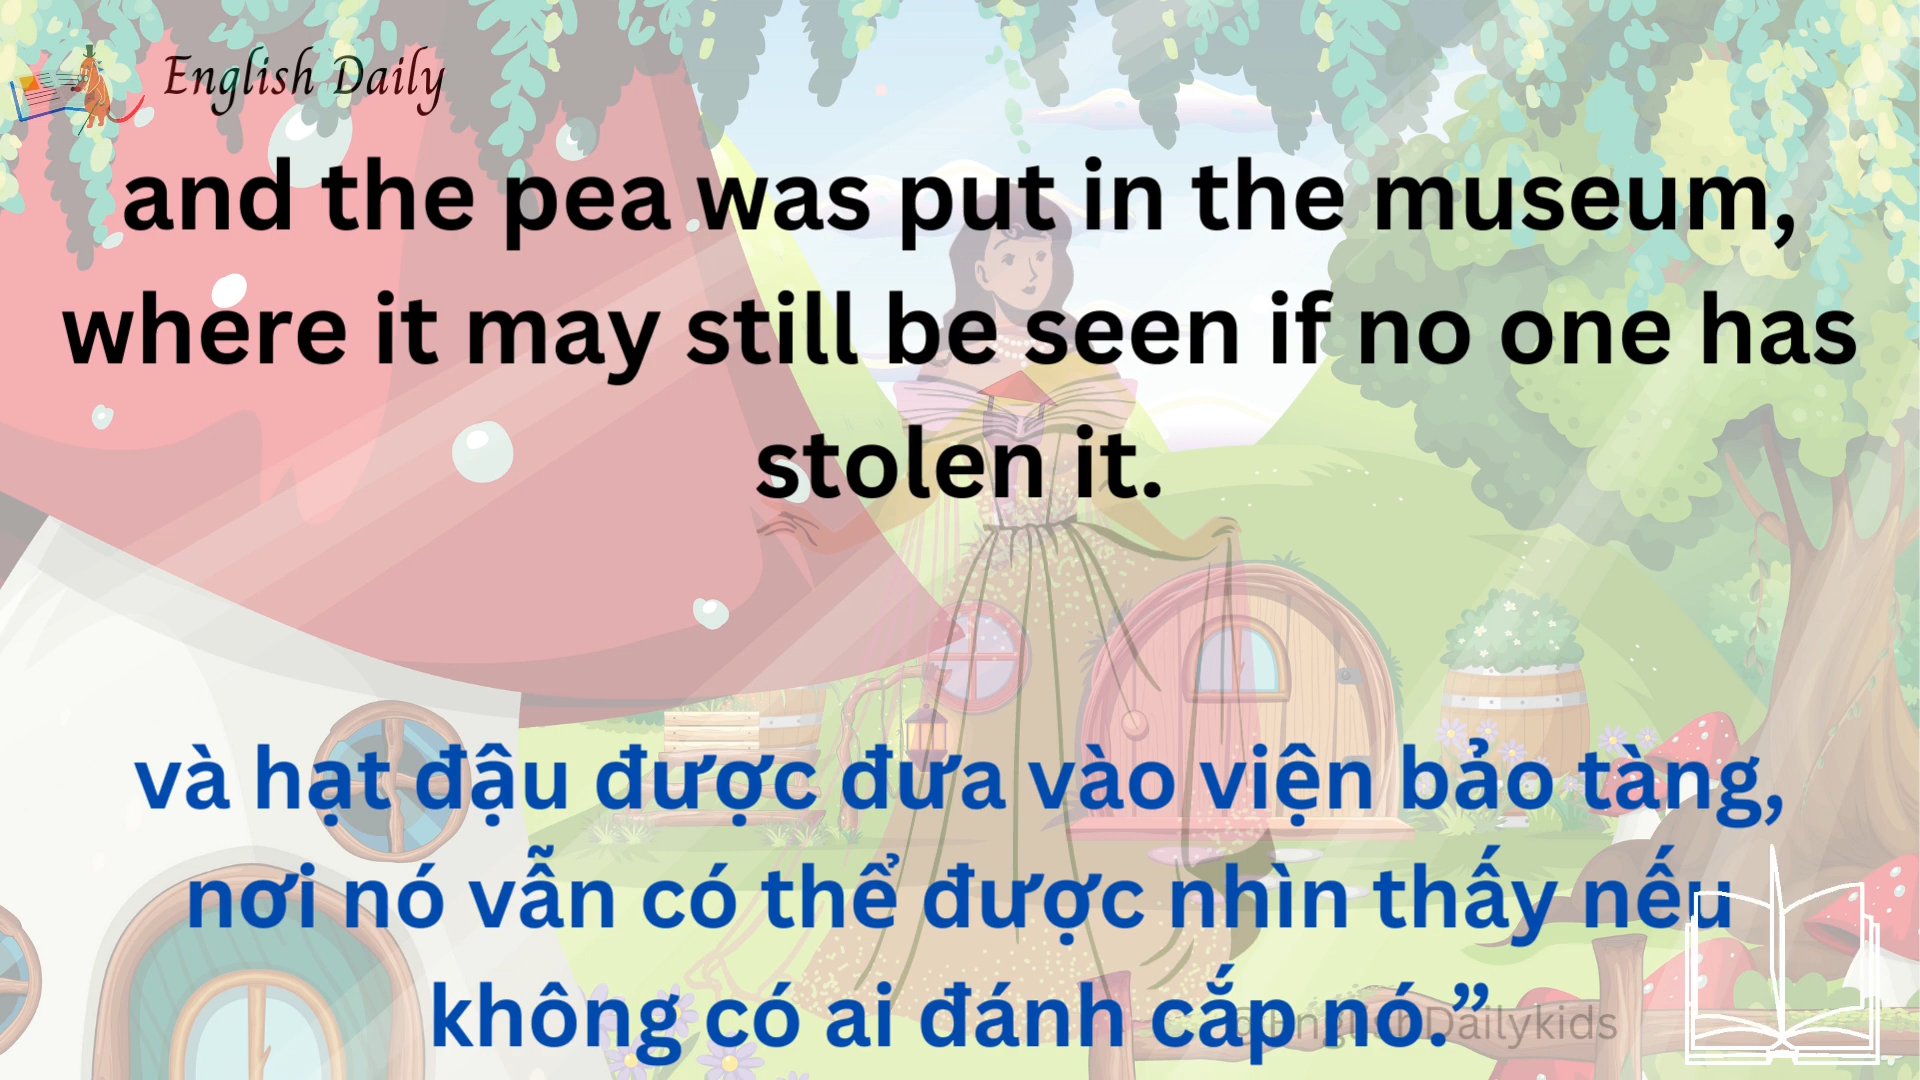 English Daily
and the pea was put in the museum,
where it may still be seen if no one has
stolen it.
và hạt đậu được đưa vào viện bảo tàng,
nơi nó vẫn có thể được nhìn thấy nếu
không có ai đánh cắp nó.”
EnglishDailykids